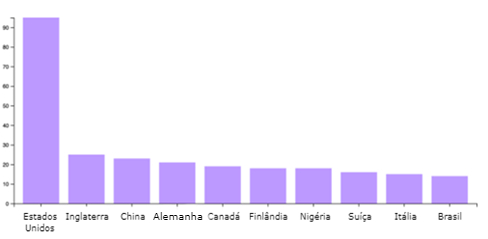 90
80
70
60
50
40
30
20
10
0
Estados Unidos
Inglaterra
China
Alemanha
Canadá
Finlândia
Nigéria
Suíça
Itália
Brasil